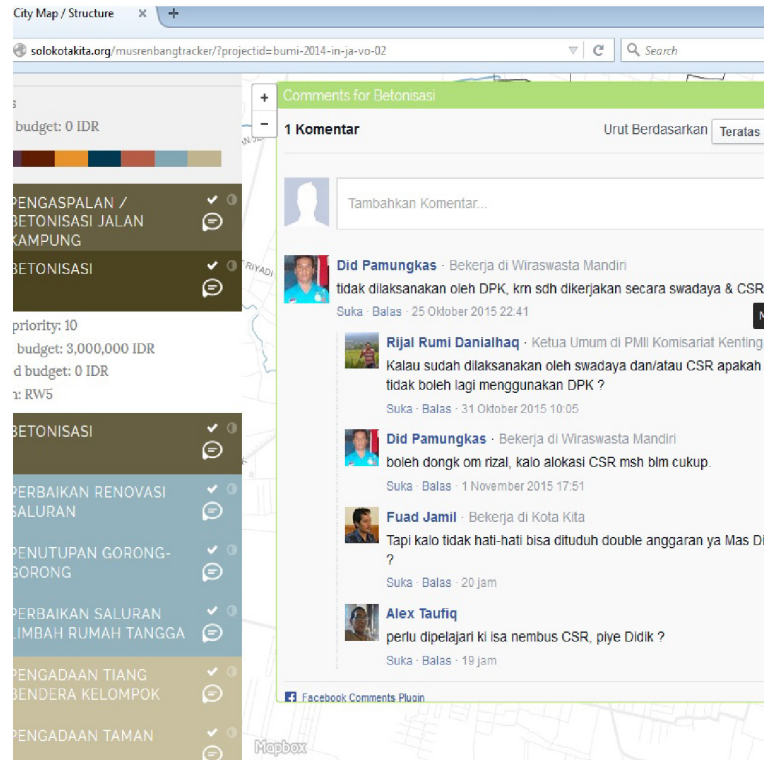 City Map / Structure
solokotakita.org/musrenbangtracker/?projectid=bumi-2014-in-ja-vo-02
Search
budget: 0 IDR
PENGASPALAN /
BETONISASI JALAN
KAMPUNG
BETONISASI
priority: 10
budget: 3,000,000 IDR
d budget: 0 IDR
n: RW5
BETONISASI
PERBAIKAN RENOVASI
SALURAN
PENUTUPAN GORONG-
GORONG
PERBAIKAN SALURAN
LIMBAH RUMAH TANGGA
PENGADAAN TIANG
BENDERA KELOMPOK
PENGADAAN TAMAN
+
−
RIYADI
Comments for Betonisasi
1 Komentar
Urut Berdasarkan Teratas
Tambahkan Komentar...
Did Pamungkas · Bekerja di Wiraswasta Mandiri
tidak dilaksanakan oleh DPK, krn sdh dikerjakan secara swadaya & CSR
Suka · Balas · 25 Oktober 2015 22:41
Rijal Rumi Danialhaq · Ketua Umum di PMII Komisariat Kenting
Kalau sudah dilaksanakan oleh swadaya dan/atau CSR apakah
tidak boleh lagi menggunakan DPK ?
Suka · Balas · 31 Oktober 2015 10:05
Did Pamungkas · Bekerja di Wiraswasta Mandiri
boleh dongk om rizal, kalo alokasi CSR msh blm cukup.
Suka · Balas · 1 November 2015 17:51
Fuad Jamil · Bekerja di Kota Kita
Tapi kalo tidak hati-hati bisa dituduh double anggaran ya Mas Di
?
Suka · Balas · 20 jam
Alex Taufiq
perlu dipelajari ki isa nembus CSR, piye Didik ?
Suka · Balas · 19 jam
Facebook Comments Plugin
Mapbox